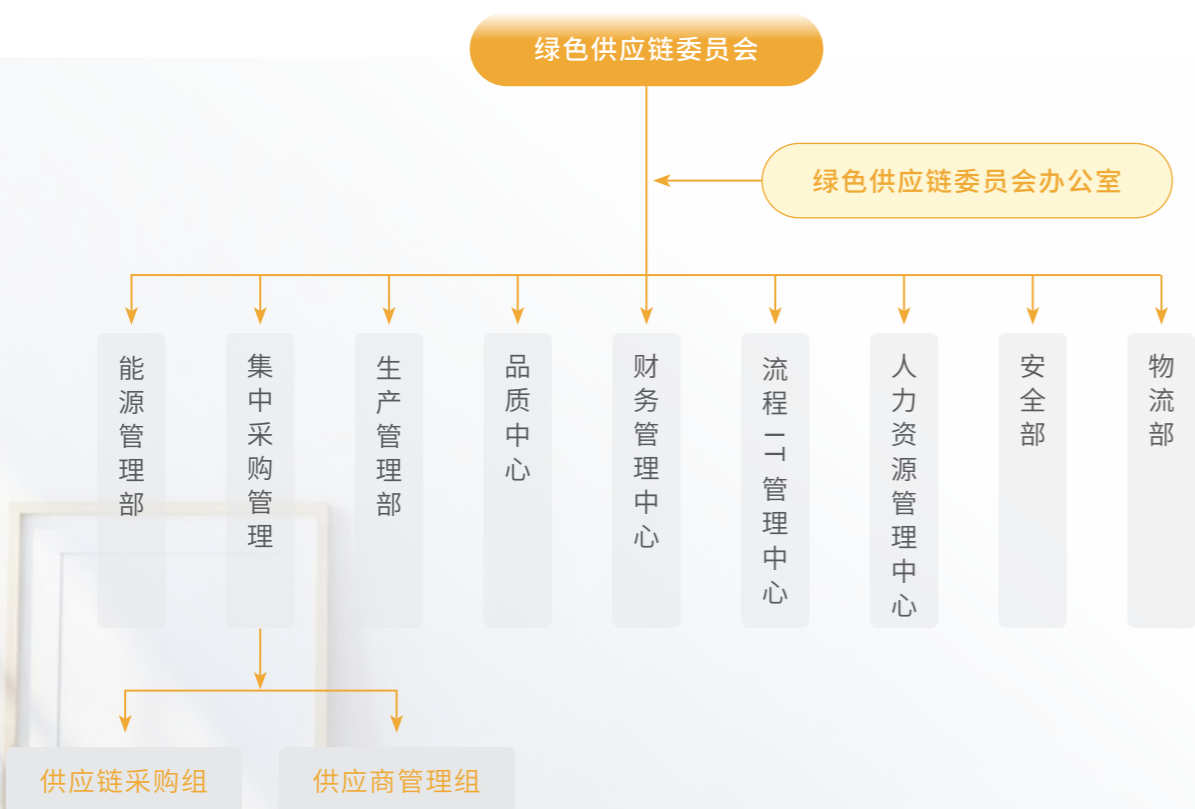 绿色供应链委员会
绿色供应链委员会办公室
能源管理部
集中采购管理
生产管理部
品质中心
财务管理中心
流程IT管理中心
人力资源管理中心
安全部
物流部
供应链采购组
供应商管理组